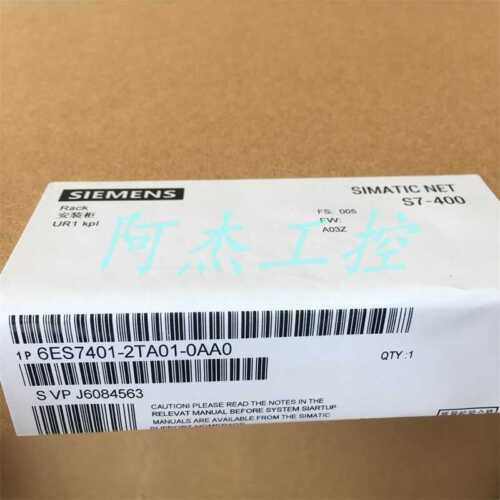 SIEMENS
SIMATIC NET
S7-400
Rack
安装柜
UR1 kpl
FS: 005
FW:
A03Z
阿杰工控
1P 6ES7401-2TA01-0AA0
QTY :1
S VP J6084563
CAUTION! PLEASE READ THE NOTES IN THE
RELEVAT MANUAL BEFORE SYSTEM SIARTUP
MANUALS ARE AVAILABLE FROM THE SIMATIC